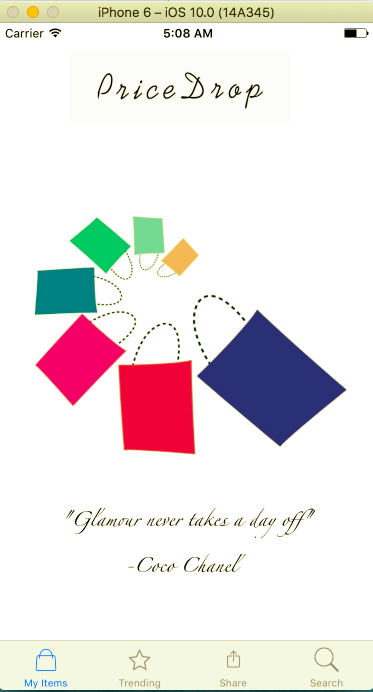 iPhone 6 – iOS 10.0 (14A345)
Carrier 5:08 AM
PriceDrop
"Glamour never takes a day off"
-Coco Chanel
My Items Trending Share Search